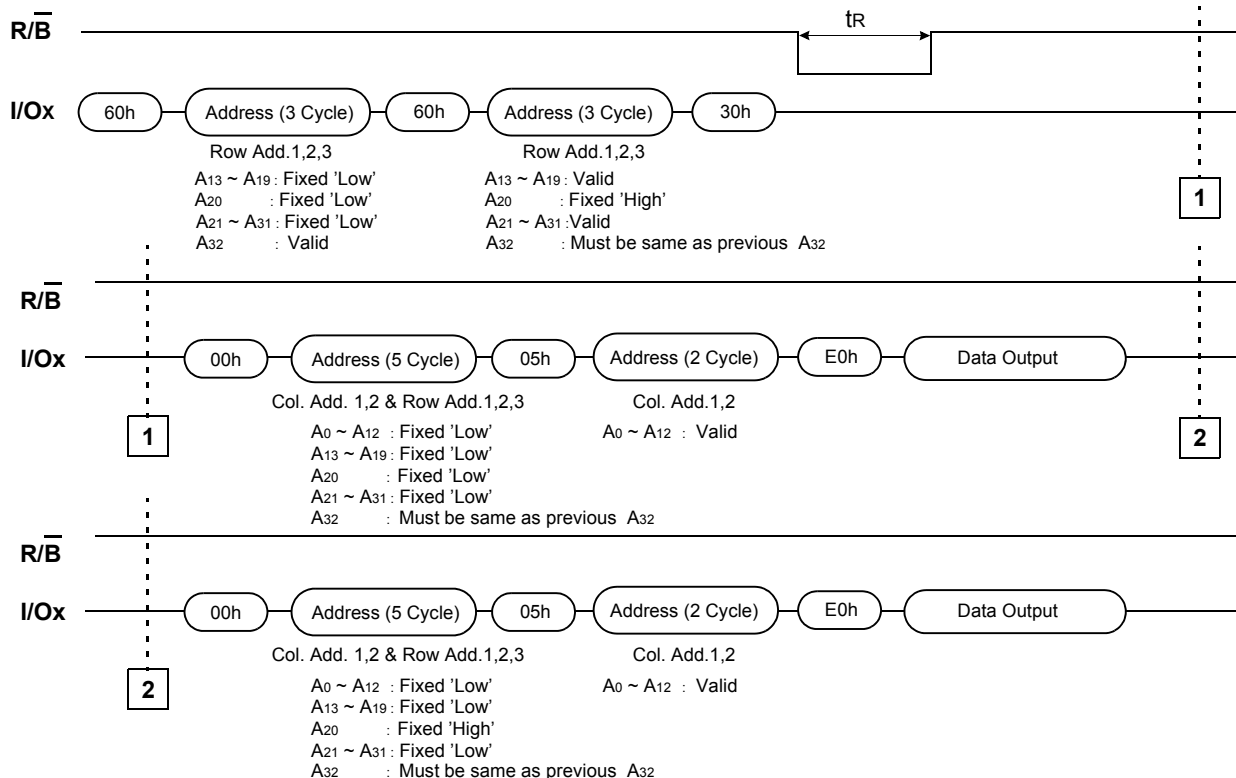 tR
R/B
I/Ox
60h Address (3 Cycle) 60h Address (3 Cycle) 30h
Row Add.1,2,3 Row Add.1,2,3
A13 ~ A19 : Fixed 'Low' A13 ~ A19 : Valid
A20 : Fixed 'Low' A20 : Fixed 'High'
A21 ~ A31 : Fixed 'Low' A21 ~ A31 :Valid
A32 : Valid A32 : Must be same as previous A32
1
R/B
I/Ox
00h Address (5 Cycle) 05h Address (2 Cycle) E0h Data Output
Col. Add. 1,2 & Row Add.1,2,3 Col. Add.1,2
A0 ~ A12 : Fixed 'Low' A0 ~ A12 : Valid
A13 ~ A19 : Fixed 'Low'
A20 : Fixed 'Low'
A21 ~ A31 : Fixed 'Low'
A32 : Must be same as previous A32
1 2
R/B
I/Ox
00h Address (5 Cycle) 05h Address (2 Cycle) E0h Data Output
Col. Add. 1,2 & Row Add.1,2,3 Col. Add.1,2
A0 ~ A12 : Fixed 'Low' A0 ~ A12 : Valid
A13 ~ A19 : Fixed 'Low'
A20 : Fixed 'High'
A21 ~ A31 : Fixed 'Low'
A32 : Must be same as previous A32
2